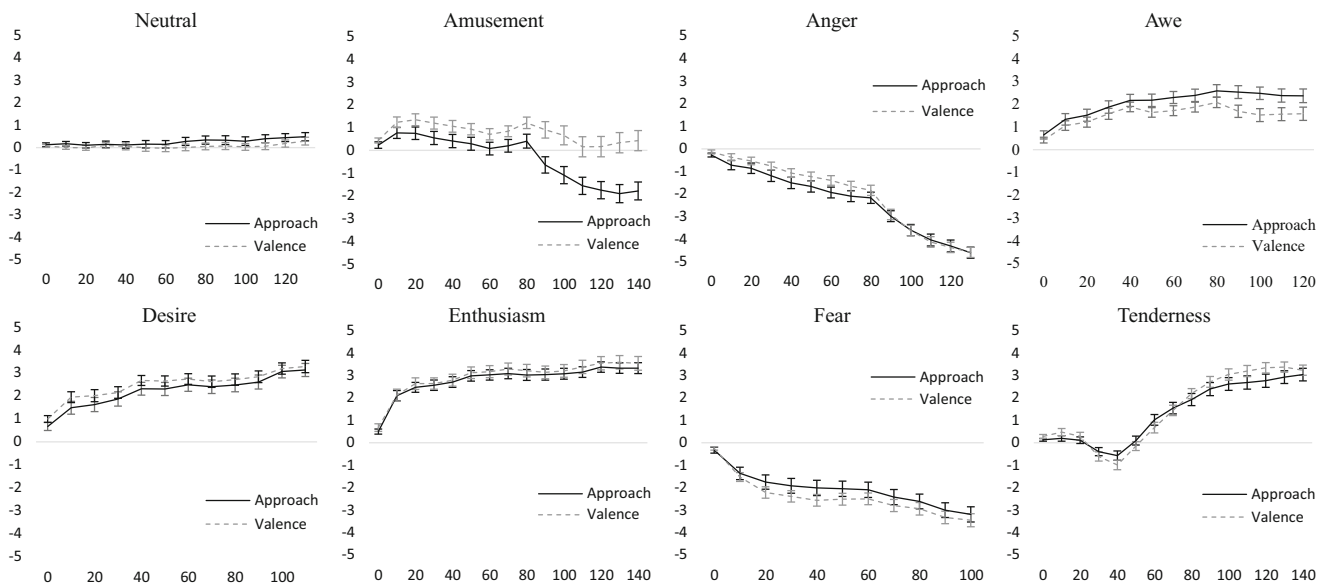 Neutral
5
4
3
2
1
0
-1
-2
-3
-4
-5
Approach
Valence
0 20 40 60 80 100 120
Amusement
5
4
3
2
1
0
-1
-2
-3
-4
-5
Approach
Valence
0 20 40 60 80 100 120 140
Anger
5
4
3
2
1
0
-1
-2
-3
-4
-5
Approach
Valence
0 20 40 60 80 100 120
Awe
5
4
3
2
1
0
-1
-2
-3
-4
-5
Approach
Valence
0 20 40 60 80 100 120
Desire
5
4
3
2
1
0
-1
-2
-3
-4
-5
Approach
Valence
0 20 40 60 80 100
Enthusiasm
5
4
3
2
1
0
-1
-2
-3
-4
-5
Approach
Valence
0 20 40 60 80 100 120 140
Fear
5
4
3
2
1
0
-1
-2
-3
-4
-5
Approach
Valence
0 20 40 60 80 100
Tenderness
5
4
3
2
1
0
-1
-2
-3
-4
-5
Approach
Valence
0 20 40 60 80 100 120 140